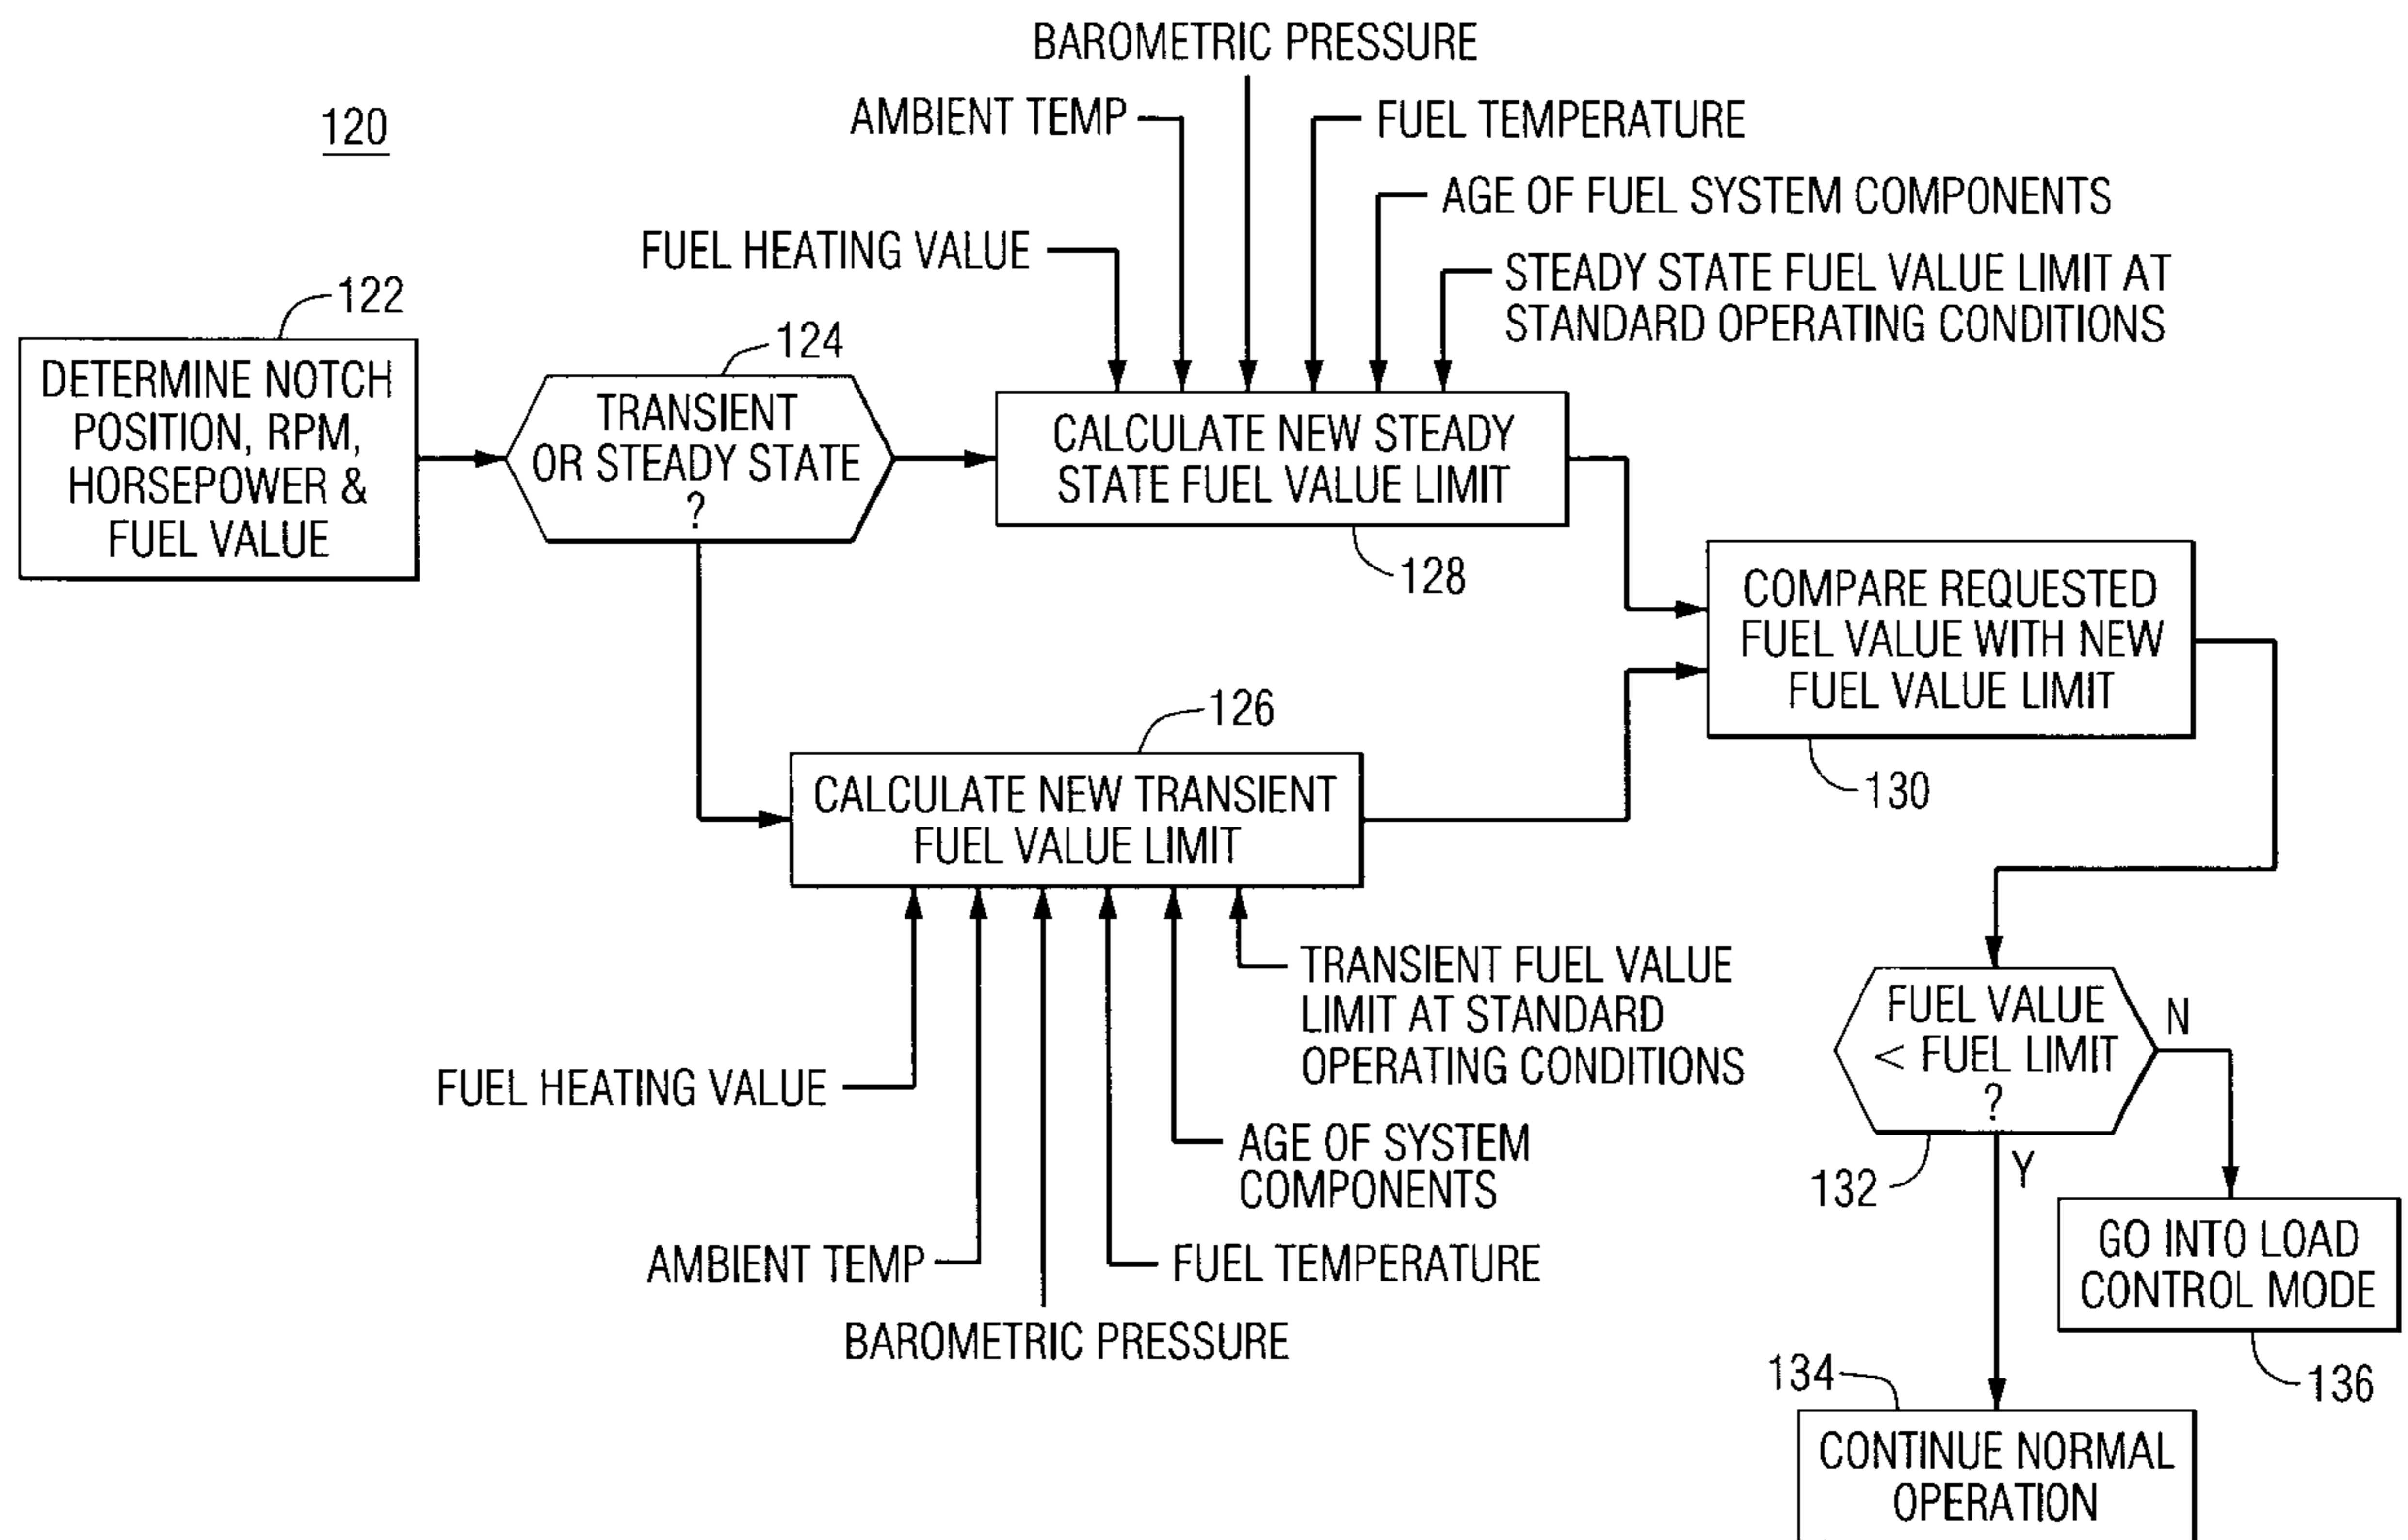 120
BAROMETRIC PRESSURE
AMBIENT TEMP
FUEL TEMPERATURE
AGE OF FUEL SYSTEM COMPONENTS
FUEL HEATING VALUE
STEADY STATE FUEL VALUE LIMIT AT
STANDARD OPERATING CONDITIONS
122
DETERMINE NOTCH
POSITION, RPM,
HORSEPOWER &
FUEL VALUE
124
TRANSIENT
OR STEADY STATE
?
CALCULATE NEW STEADY
STATE FUEL VALUE LIMIT
128
COMPARE REQUESTED
FUEL VALUE WITH NEW
FUEL VALUE LIMIT
130
126
CALCULATE NEW TRANSIENT
FUEL VALUE LIMIT
TRANSIENT FUEL VALUE
LIMIT AT STANDARD
OPERATING CONDITIONS
FUEL HEATING VALUE
AGE OF SYSTEM
COMPONENTS
AMBIENT TEMP
FUEL TEMPERATURE
BAROMETRIC PRESSURE
FUEL VALUE
< FUEL LIMIT
?
N
Y
132
GO INTO LOAD
CONTROL MODE
136
134
CONTINUE NORMAL
OPERATION